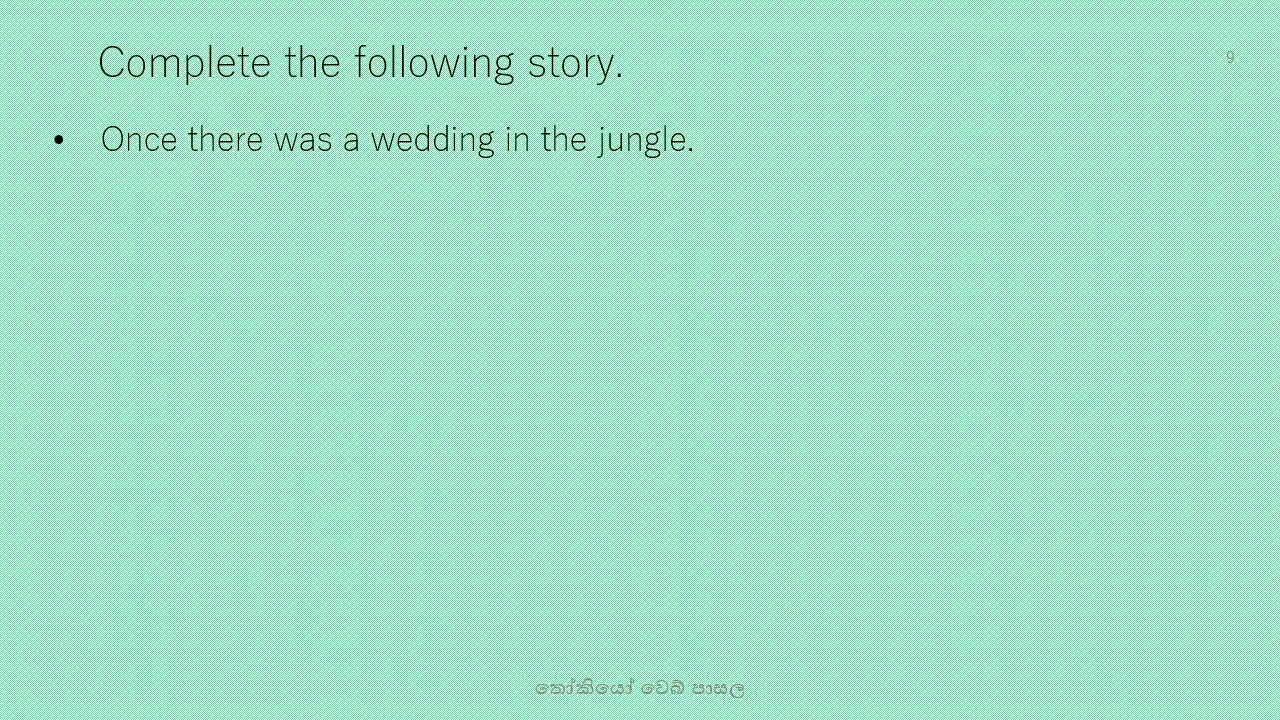 Complete the following story.
9
• Once there was a wedding in the jungle.
තෝකියෝ වෙබ් පාසල